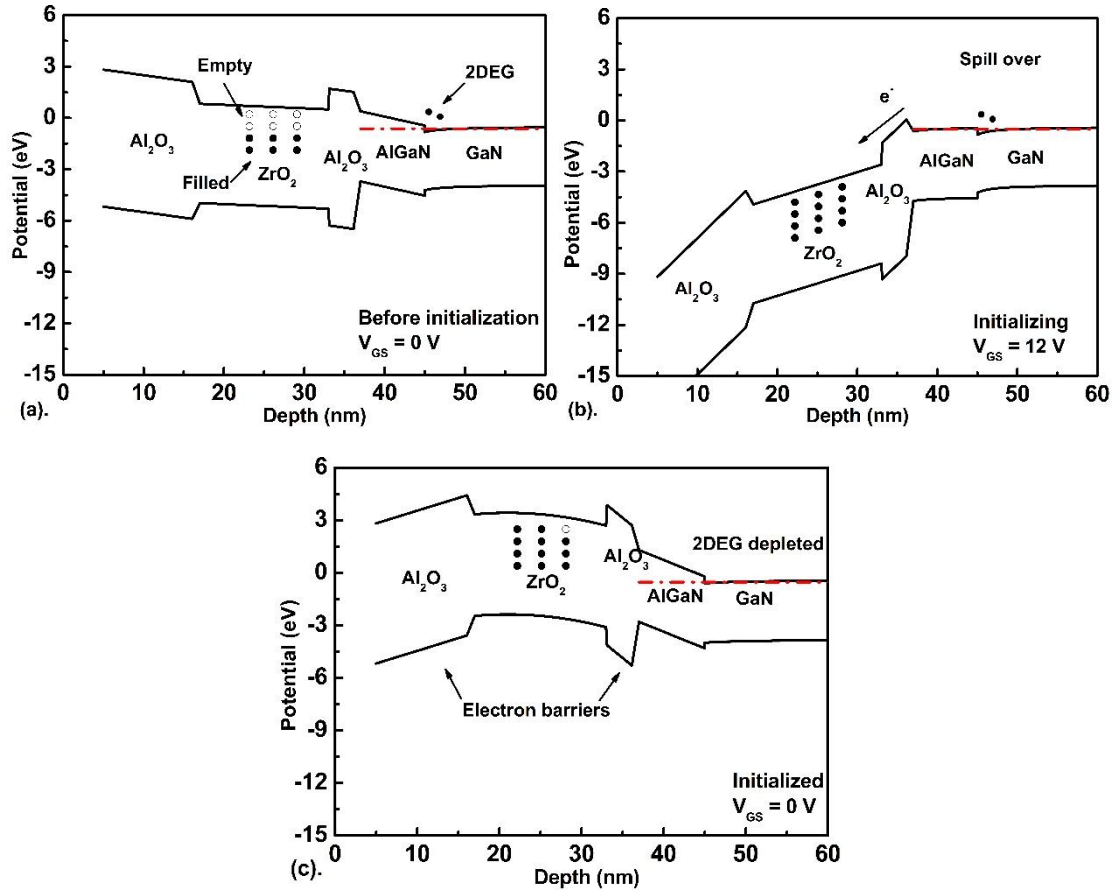 6
3
0
-3
-6
-9
-12
-15
Potential (eV)
Empty
2DEG
Al2O3
ZrO2
Al2O3
AlGaN
GaN
Filled
Before initialization
VGS = 0 V
0 10 20 30 40 50 60
Depth (nm)
(a).
6
3
0
-3
-6
-9
-12
-15
Potential (eV)
Spill over
e-
AlGaN
GaN
Al2O3
ZrO2
Al2O3
Initializing
VGS = 12 V
0 10 20 30 40 50 60
Depth (nm)
(b).
6
3
0
-3
-6
-9
-12
-15
Potential (eV)
2DEG depleted
Al2O3
ZrO2
Al2O3
AlGaN
GaN
Electron barriers
Initialized
VGS = 0 V
0 10 20 30 40 50 60
Depth (nm)
(c).